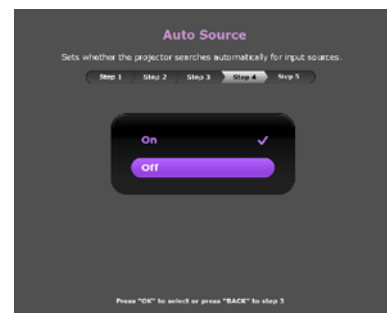 Auto Source
Sets whether the projector searches automatically for input sources.
Step 1 Step 2 Step 3 Step 4 Step 5
On
Off
Press "OK" to select or press "BACK" to step 3